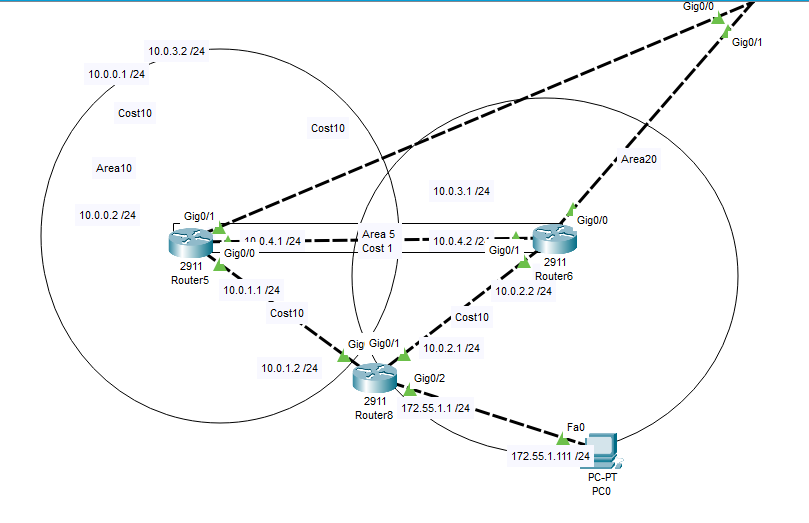 Gig0/0
Gig0/1
10.0.3.2 /24
10.0.0.1 /24
Cost10
Cost10
Area20
Area10
10.0.3.1 /24
10.0.0.2 /24
Gig0/1
Gig0/0
Area 5
10.0.4.1 /24
10.0.4.2 /2
Cost 1
Gig0/0
Gig0/1
2911
Router5
2911
Router6
10.0.1.1 /24
10.0.2.2 /24
Cost10
Cost10
Gig
Gig0/1
10.0.2.1 /24
10.0.1.2 /24
Gig0/2
2911
Router8
172.55.1.1 /24
Fa0
172.55.1.111 /24
PC-PT
PC0